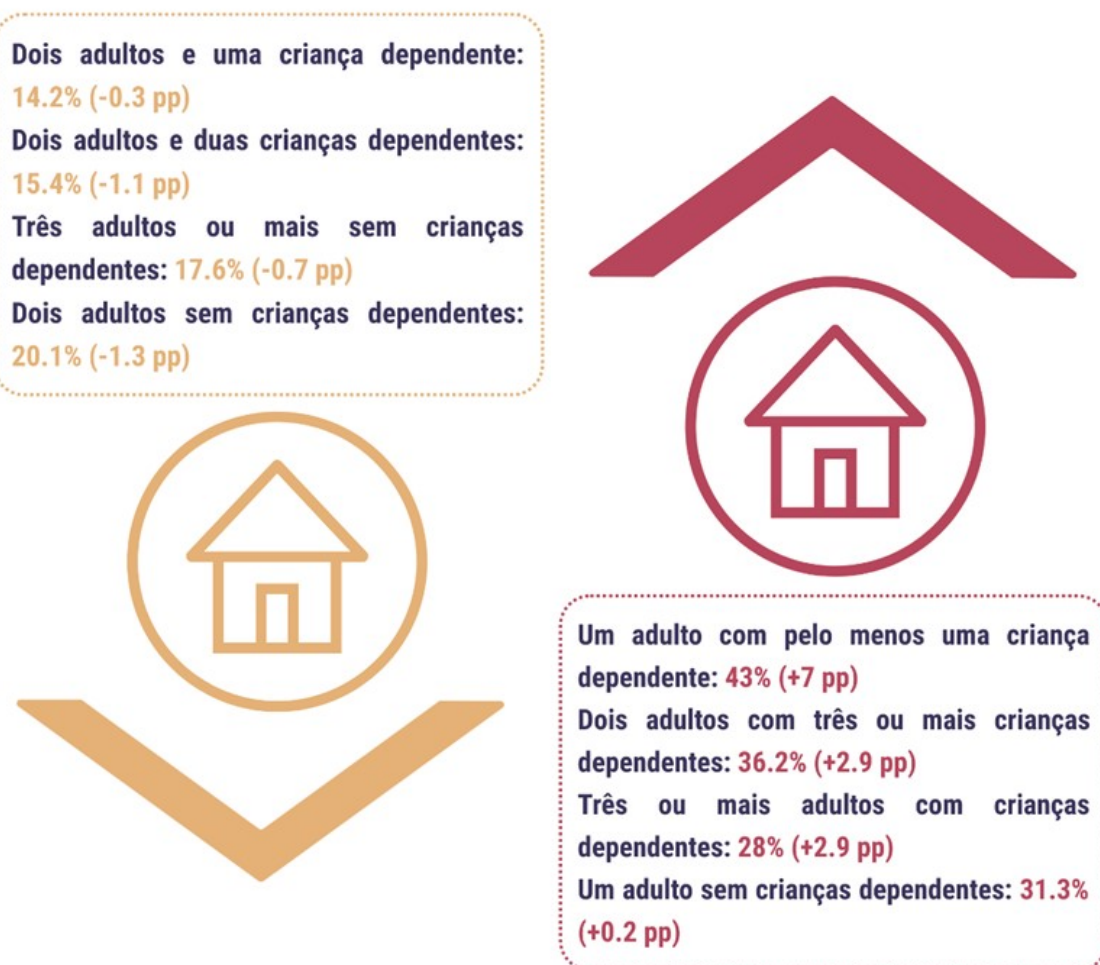 Dois adultos e uma criança dependente:
14.2% (-0.3 pp)
Dois adultos e duas crianças dependentes:
15.4% (-1.1 pp)
Três adultos ou mais sem crianças
dependentes: 17.6% (-0.7 pp)
Dois adultos sem crianças dependentes:
20.1% (-1.3 pp)
Um adulto com pelo menos uma criança
dependente: 43% (+7 pp)
Dois adultos com três ou mais crianças
dependentes: 36.2% (+2.9 pp)
Três ou mais adultos com crianças
dependentes: 28% (+2.9 pp)
Um adulto sem crianças dependentes: 31.3%
(+0.2 pp)